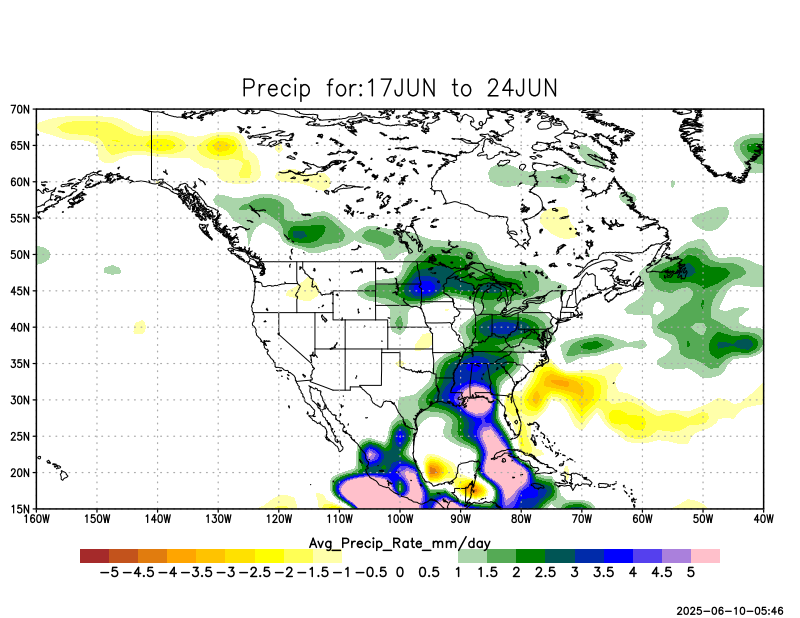 Precip for:17JUN to 24JUN
70N
65N
60N
55N
50N
45N
40N
35N
30N
25N
20N
15N
160W 150W 140W 130W 120W 110W 100W 90W 80W 70W 60W 50W 40W
Avg_Precip_Rate_mm/day
−5 −4.5 −4 −3.5 −3 −2.5 −2 −1.5 −1 −0.5 0 0.5 1 1.5 2 2.5 3 3.5 4 4.5 5
2025-06-10-05:46